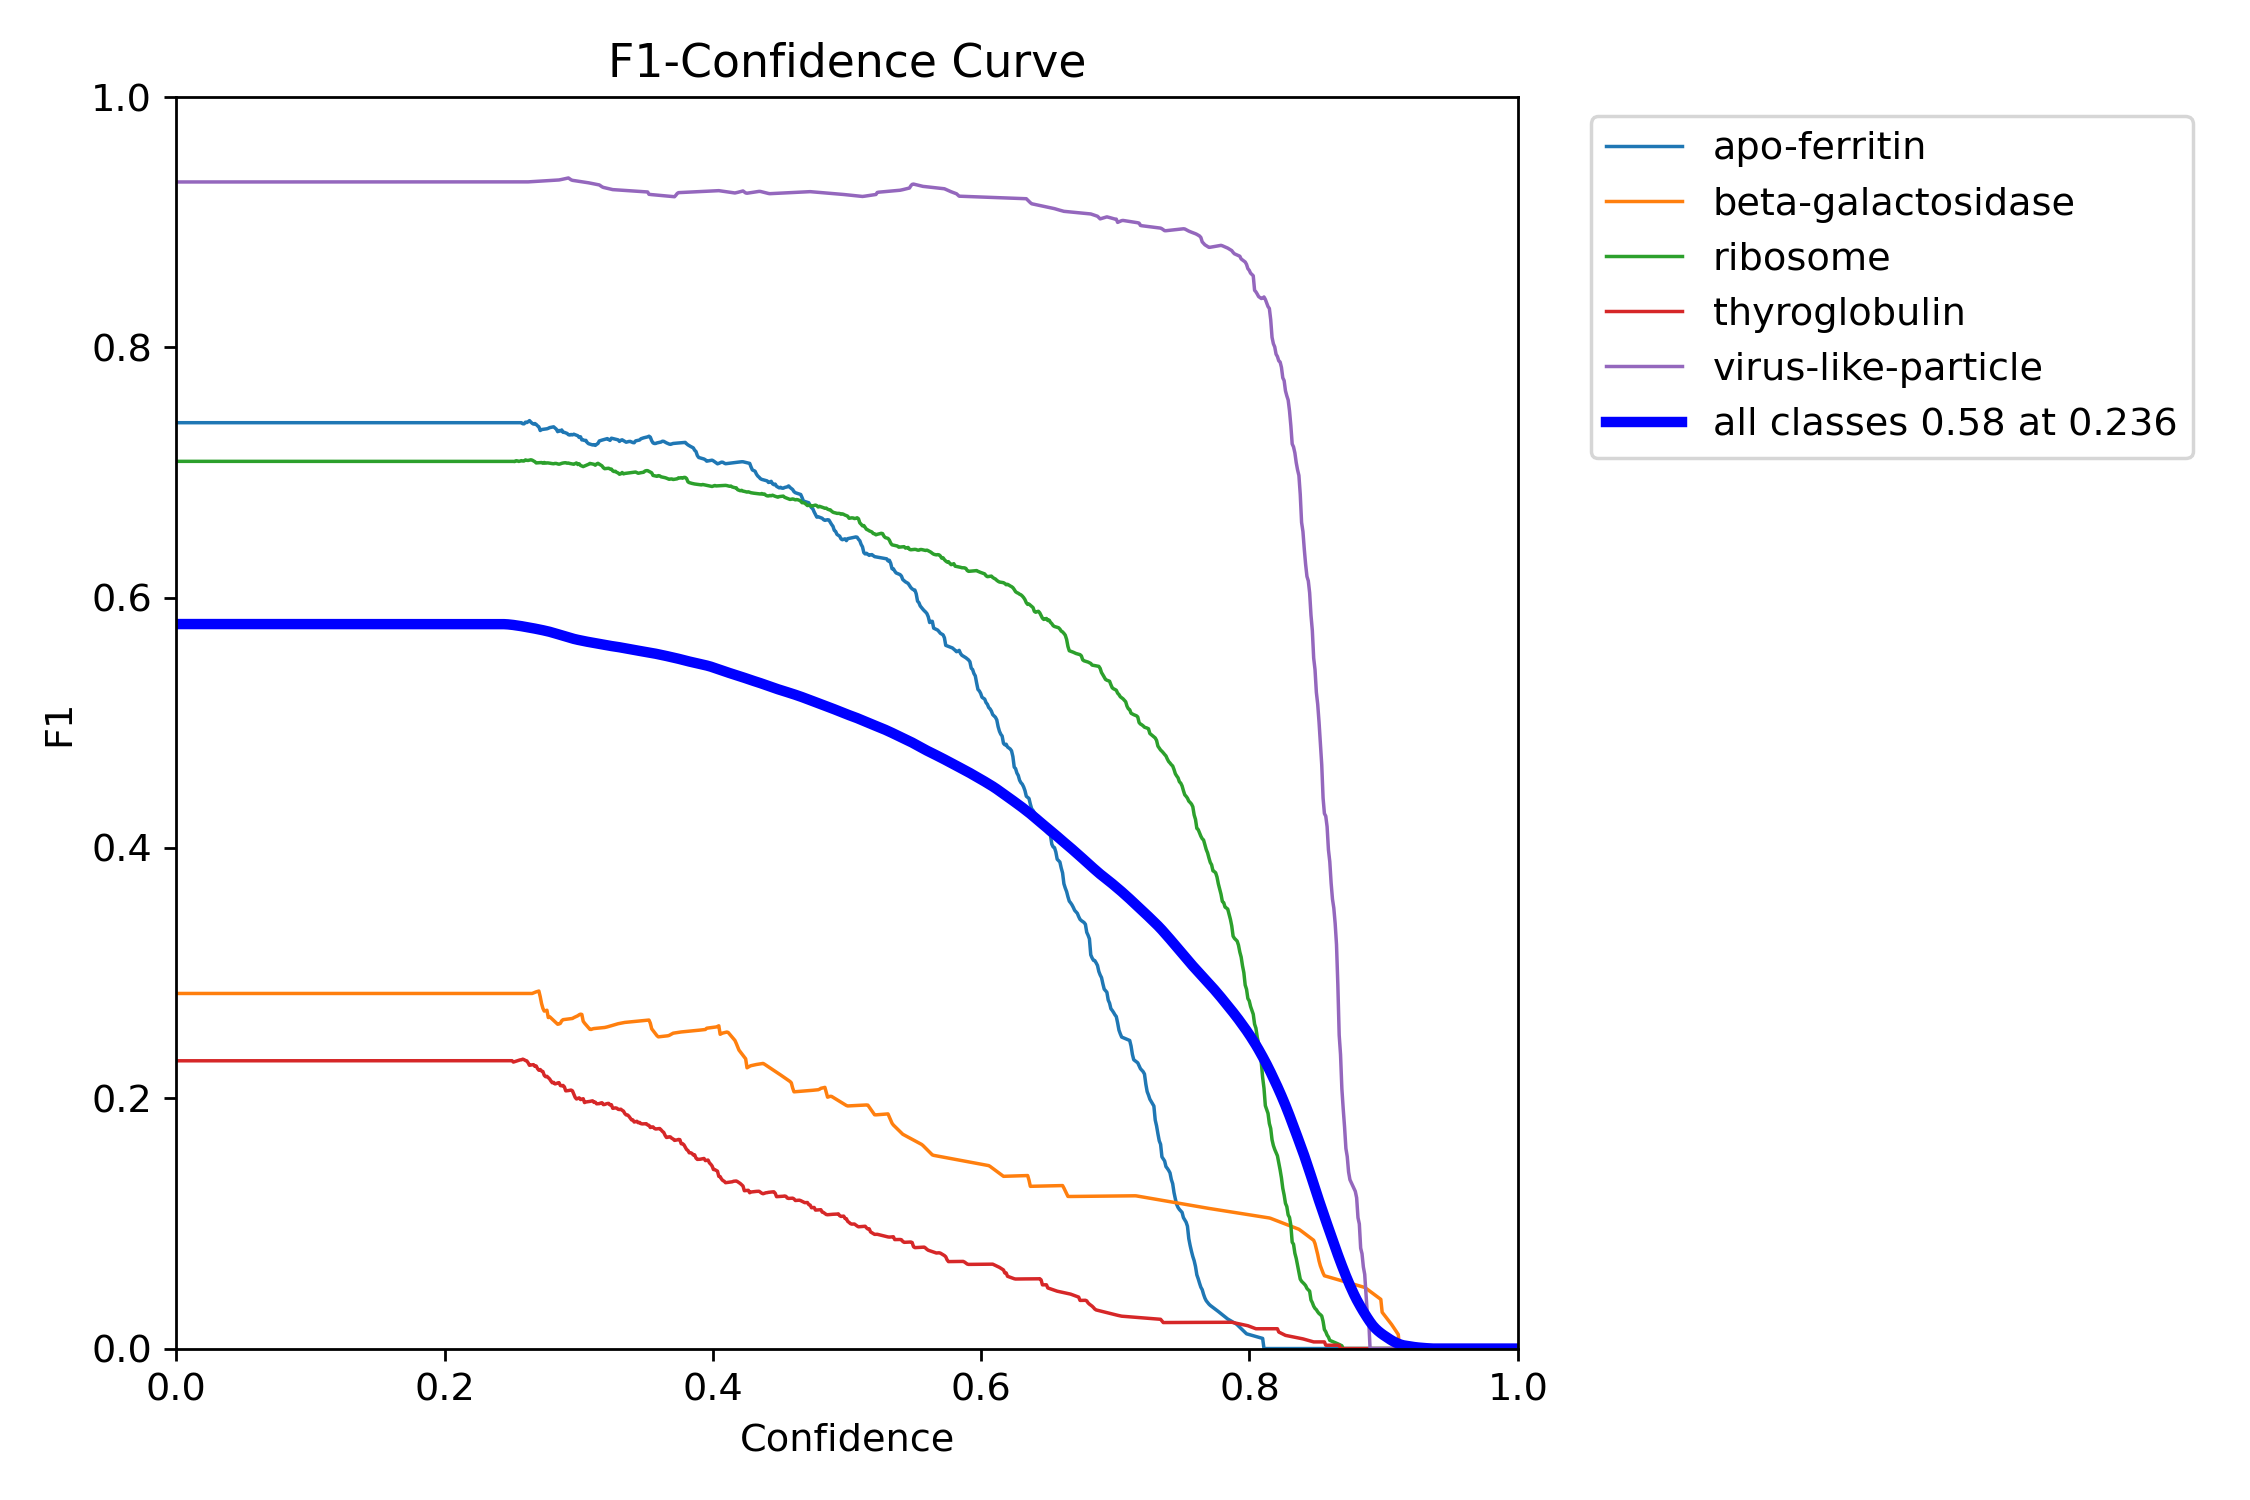 F1-Confidence Curve
1.0
0.8
0.6
0.4
0.2
0.0
F1
0.0 0.2 0.4 0.6 0.8 1.0
Confidence
apo-ferritin
beta-galactosidase
ribosome
thyroglobulin
virus-like-particle
all classes 0.58 at 0.236